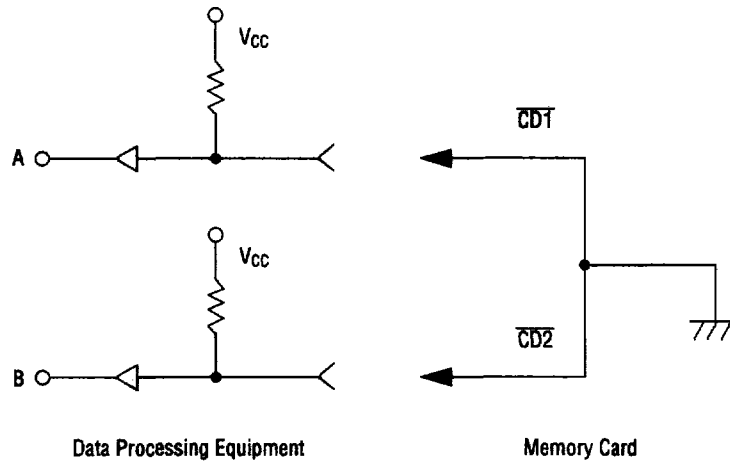 VCC
CD1
A
VCC
CD2
B
Data Processing Equipment
Memory Card